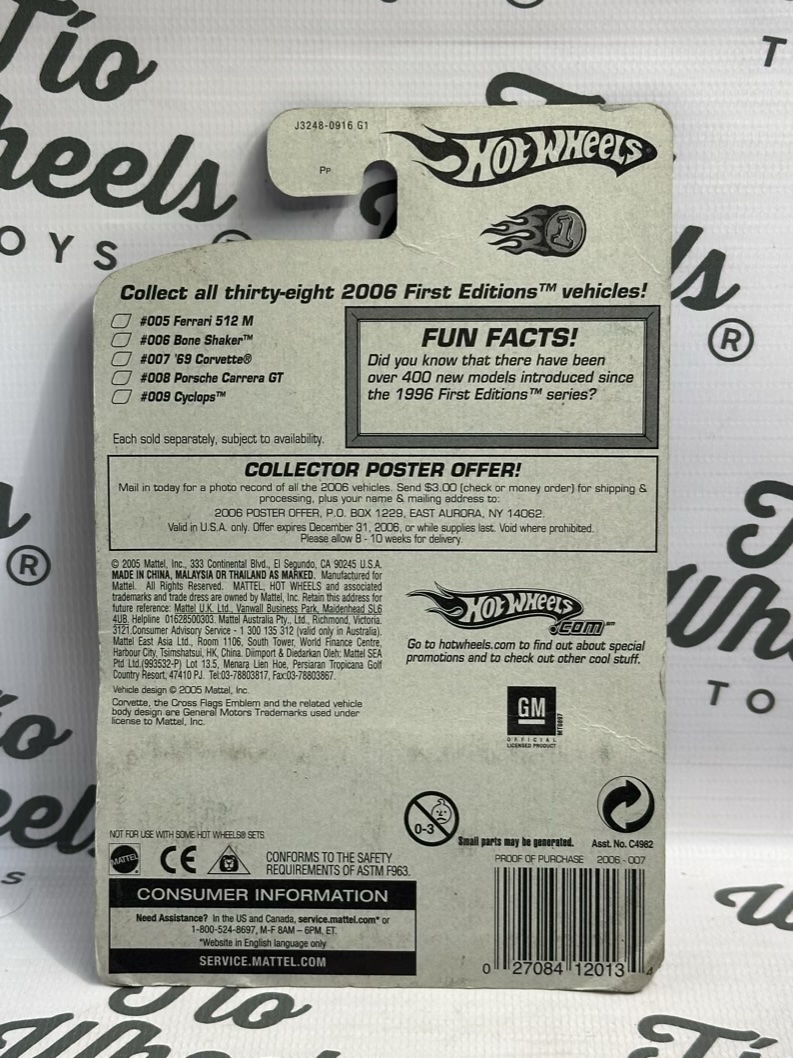 Tío
Wheels
TOYS
J3248-0916 G1
Pp
HOT WHEELS
1
Collect all thirty-eight 2006 First Editions™ vehicles!
#005 Ferrari 512 M
#006 Bone Shaker™
#007 '69 Corvette®
#008 Porsche Carrera GT
#009 Cyclops™
Each sold separately, subject to availability.
FUN FACTS!
Did you know that there have been
over 400 new models introduced since
the 1996 First Editions™ series?
COLLECTOR POSTER OFFER!
Mail in today for a photo record of all the 2006 vehicles. Send $3.00 (check or money order) for shipping &
processing, plus your name & mailing address to:
2006 POSTER OFFER, P.O. BOX 1229, EAST AURORA, NY 14062.
Valid in U.S.A. only. Offer expires December 31, 2006, or while supplies last. Void where prohibited.
Please allow 8 - 10 weeks for delivery.
© 2005 Mattel, Inc., 333 Continental Blvd., El Segundo, CA 90245 U.S.A.
MADE IN CHINA, MALAYSIA OR THAILAND AS MARKED. Manufactured for
Mattel. All Rights Reserved. MATTEL, HOT WHEELS and associated
trademarks and trade dress are owned by Mattel, Inc. Retain this address for
future reference: Mattel U.K. Ltd., Vanwall Business Park, Maidenhead SL6
4UB. Helpline 01628500303. Mattel Australia Pty., Ltd., Richmond, Victoria.
3121.Consumer Advisory Service - 1 300 135 312 (valid only in Australia).
Mattel East Asia Ltd., Room 1106, South Tower, World Finance Centre,
Harbour City, Tsimshatsui, HK, China. Diimport & Diedarkan Oleh: Mattel SEA
Ptd Ltd.(993532-P) Lot 13.5, Menara Lien Hoe, Persiaran Tropicana Golf
Country Resort, 47410 PJ. Tel:03-78803817, Fax:03-78803867.
Vehicle design © 2005 Mattel, Inc.
Corvette, the Cross Flags Emblem and the related vehicle
body design are General Motors Trademarks used under
license to Mattel, Inc.
HOT WHEELS
.COM™
Go to hotwheels.com to find out about special
promotions and to check out other cool stuff.
GM
OFFICIAL
LICENSED PRODUCT
NOT FOR USE WITH SOME HOT WHEELS® SETS.
MATTEL
CE
CONFORMS TO THE SAFETY
REQUIREMENTS OF ASTM F963.
0-3
Small parts may be generated.
Asst. No. C4982
PROOF OF PURCHASE 2006 - 007
CONSUMER INFORMATION
Need Assistance? In the US and Canada, service.mattel.com* or
1-800-524-8697, M-F 8AM – 6PM, ET.
*Website in English language only
SERVICE.MATTEL.COM
0 27084 12013 4